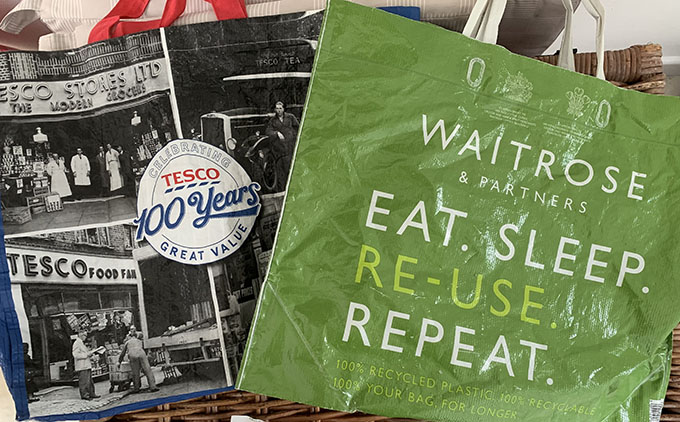 TESCO TEA
ESCO STORES LTD
THE MODERN GROCERS
CELEBRATING
TESCO
100 Years
GREAT VALUE
TESCO FOOD FAI
WAITROSE
& PARTNERS
EAT. SLEEP.
RE-USE.
REPEAT.
100% RECYCLED PLASTIC. 100% RECYCLABLE
100% YOUR BAG, FOR LONGER